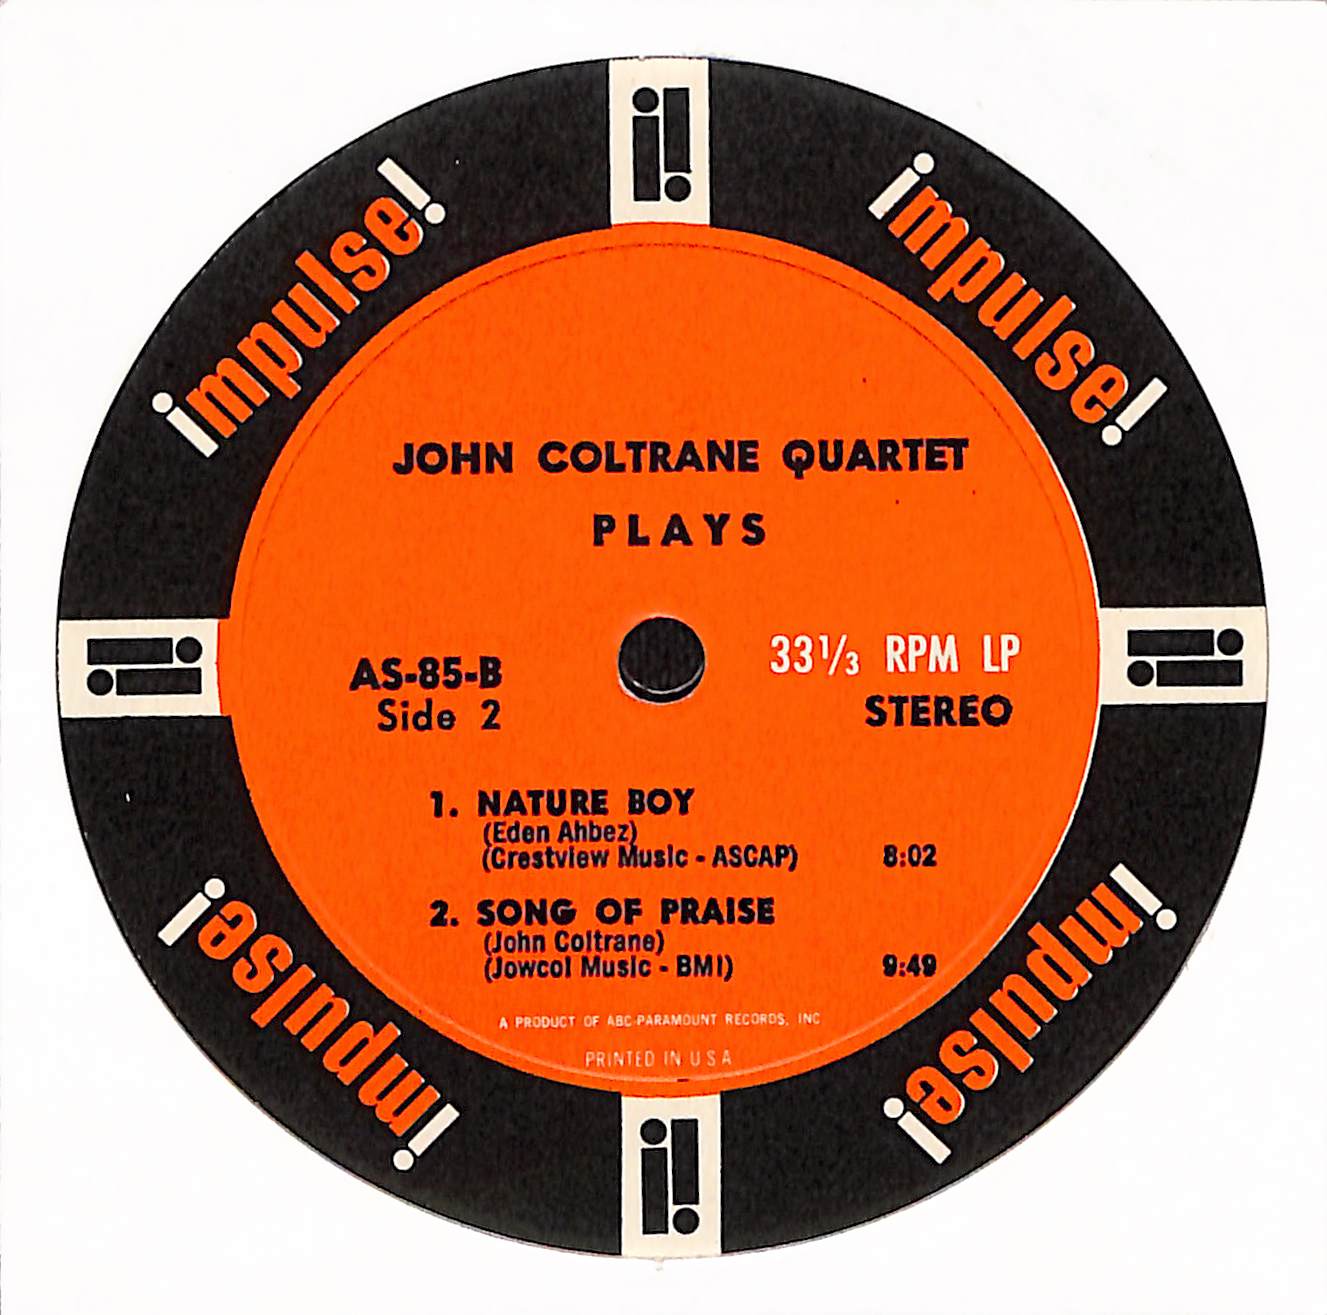 impulse!
impulse!
JOHN COLTRANE QUARTET
PLAYS
33⅓ RPM LP
AS-85-B
STEREO
Side 2
1. NATURE BOY
(Eden Ahbez)
(Crestview Music - ASCAP) 8:02
2. SONG OF PRAISE
(John Coltrane)
(Jowcol Music - BMI) 9:49
A PRODUCT OF ABC-PARAMOUNT RECORDS, INC
PRINTED IN U S A
impulse!
impulse!